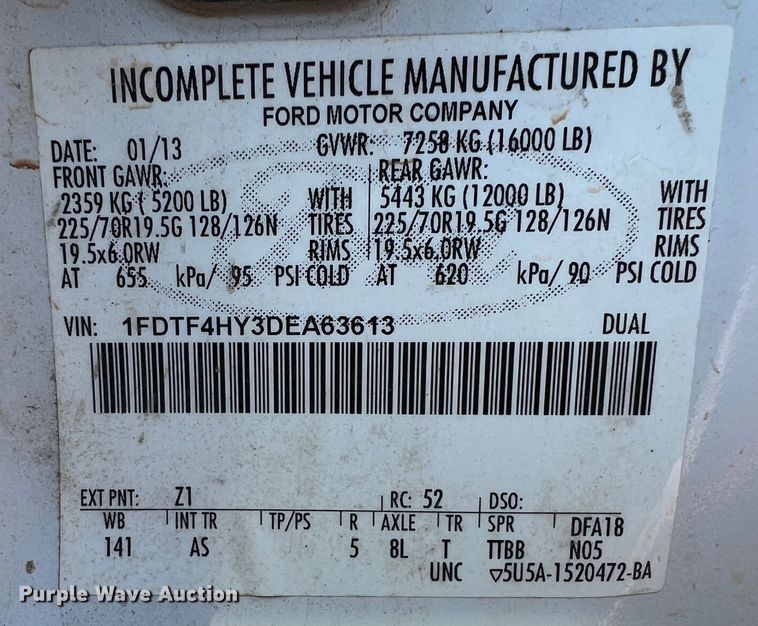 INCOMPLETE VEHICLE MANUFACTURED BY
FORD MOTOR COMPANY
DATE: 01/13 GVWR: 7258 KG (16000 LB)
FRONT GAWR: REAR GAWR:
2359 KG ( 5200 LB) WITH 5443 KG (12000 LB) WITH
225/70R19.5G 128/126N TIRES 225/70R19.5G 128/126N TIRES
19.5x6.0RW RIMS 19.5x6.0RW RIMS
AT 655 kPa/ 95 PSI COLD AT 620 kPa/ 90 PSI COLD
VIN: 1FDTF4HY3DEA63613 DUAL
EXT PNT: Z1 RC: 52 DSO:
WB INT TR TP/PS R AXLE TR SPR DFA18
141 AS 5 8L T TTBB N05
UNC ▽5U5A-1520472-BA
Purple Wave Auction